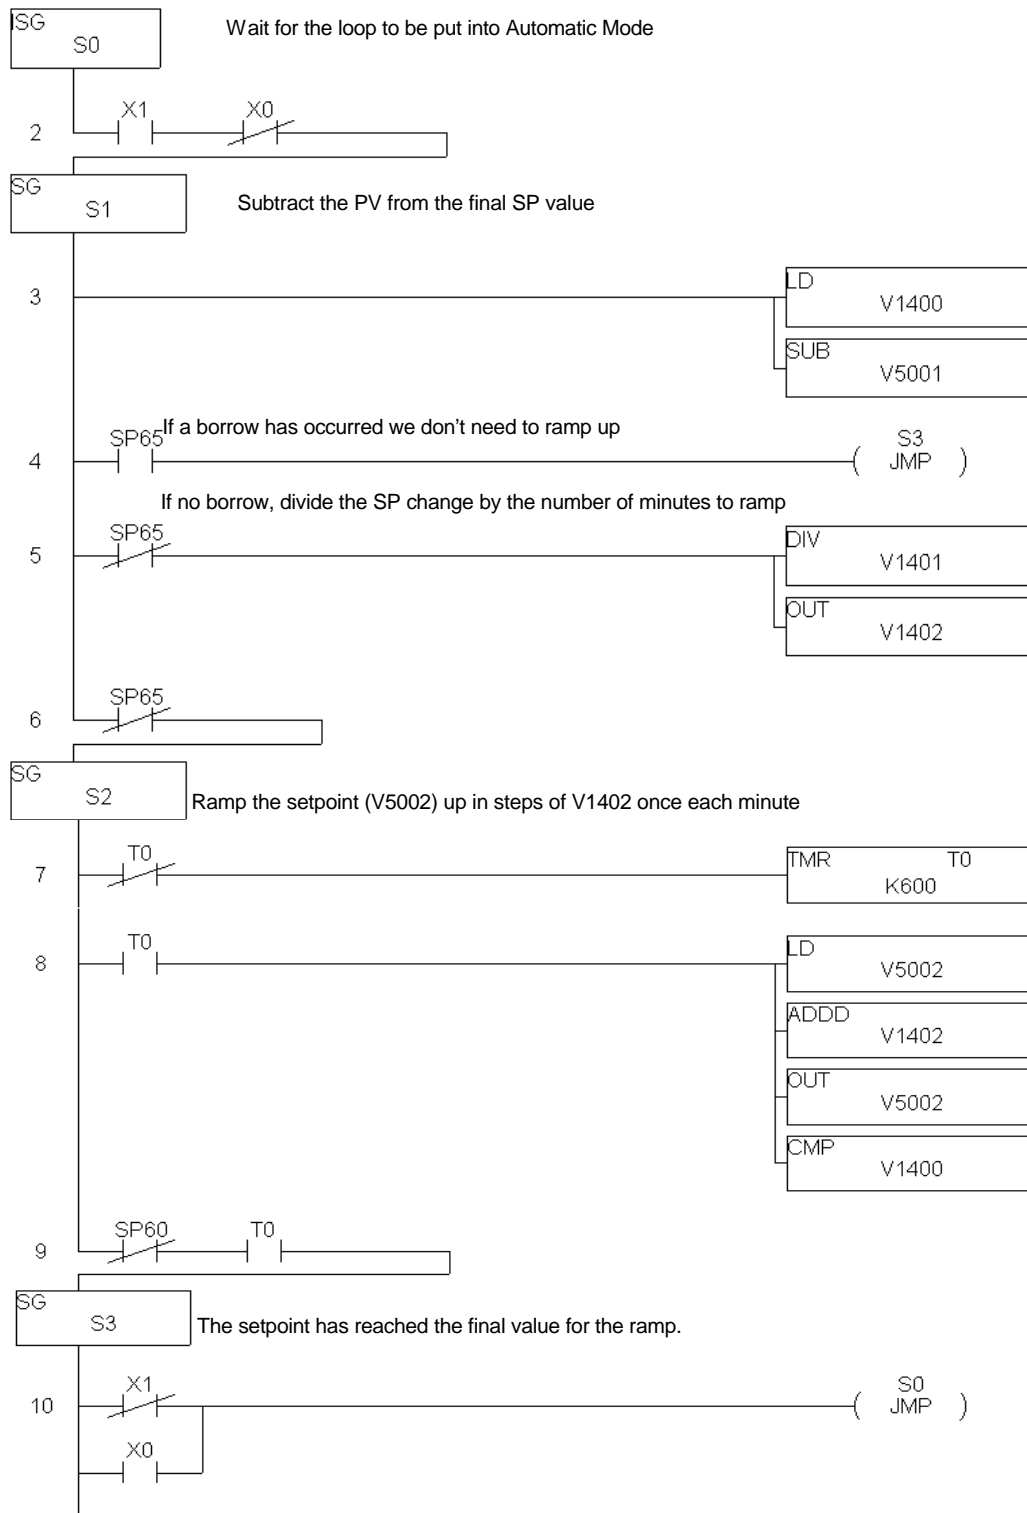 ISG
S0
Wait for the loop to be put into Automatic Mode
2
X1
X0
SG
S1
Subtract the PV from the final SP value
3
LD
V1400
SUB
V5001
If a borrow has occurred we don't need to ramp up
4
SP65
S3
JMP
If no borrow, divide the SP change by the number of minutes to ramp
5
SP65
DIV
V1401
OUT
V1402
6
SP65
SG
S2
Ramp the setpoint (V5002) up in steps of V1402 once each minute
7
T0
TMR T0
K600
8
T0
LD
V5002
ADDD
V1402
OUT
V5002
CMP
V1400
9
SP60
T0
SG
S3
The setpoint has reached the final value for the ramp.
10
X1
S0
JMP
X0